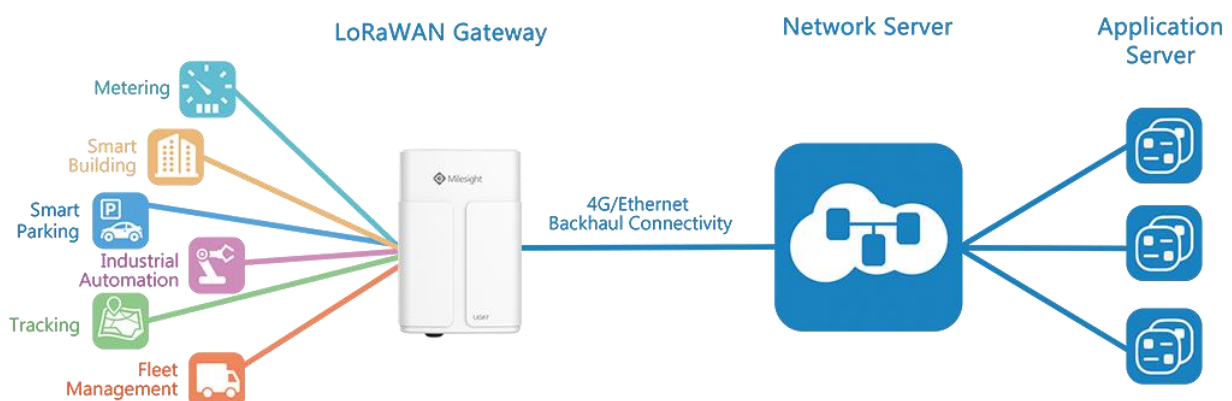 LoRaWAN Gateway
Network Server
Application
Server
Metering
Smart
Building
Smart
Parking
P
Industrial
Automation
Tracking
Fleet
Management
Milesight
UG67
4G/Ethernet
Backhaul Connectivity